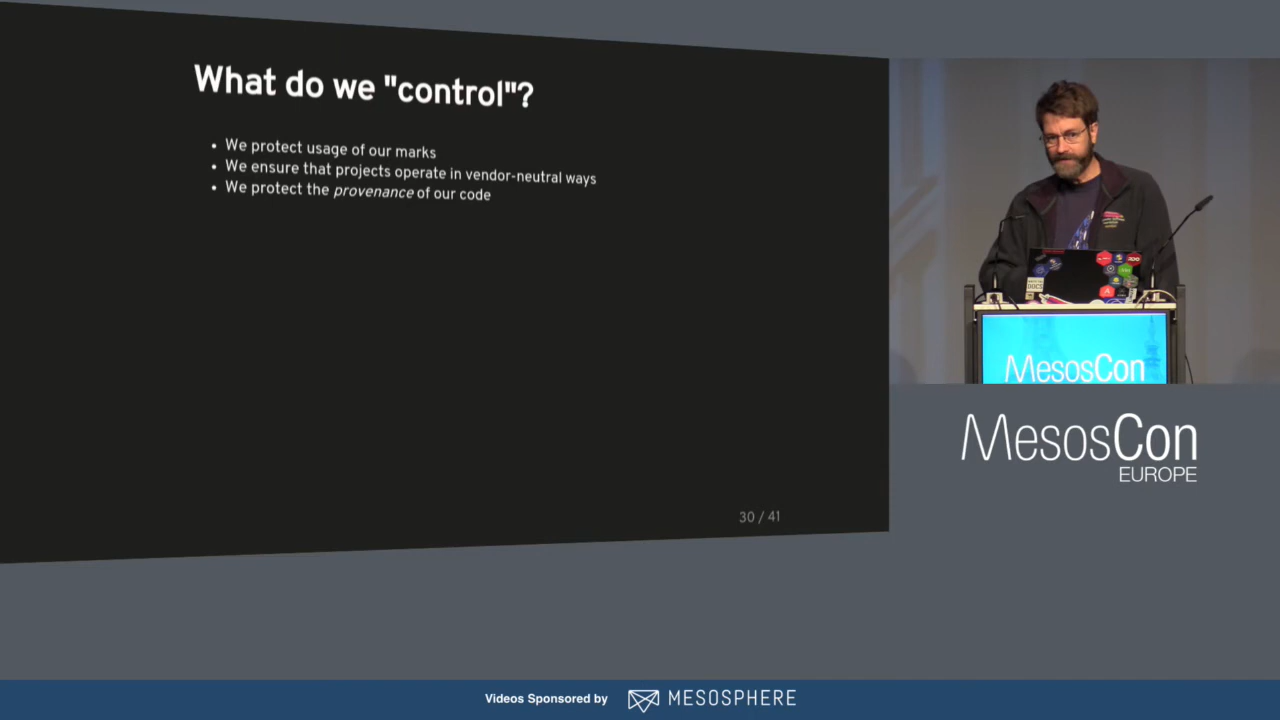 What do we "control"?
We protect usage of our marks
We ensure that projects operate in vendor-neutral ways
We protect the provenance of our code
30 / 41
DOCS
MesosCon
MesosCon
EUROPE
Videos Sponsored by MESOSPHERE